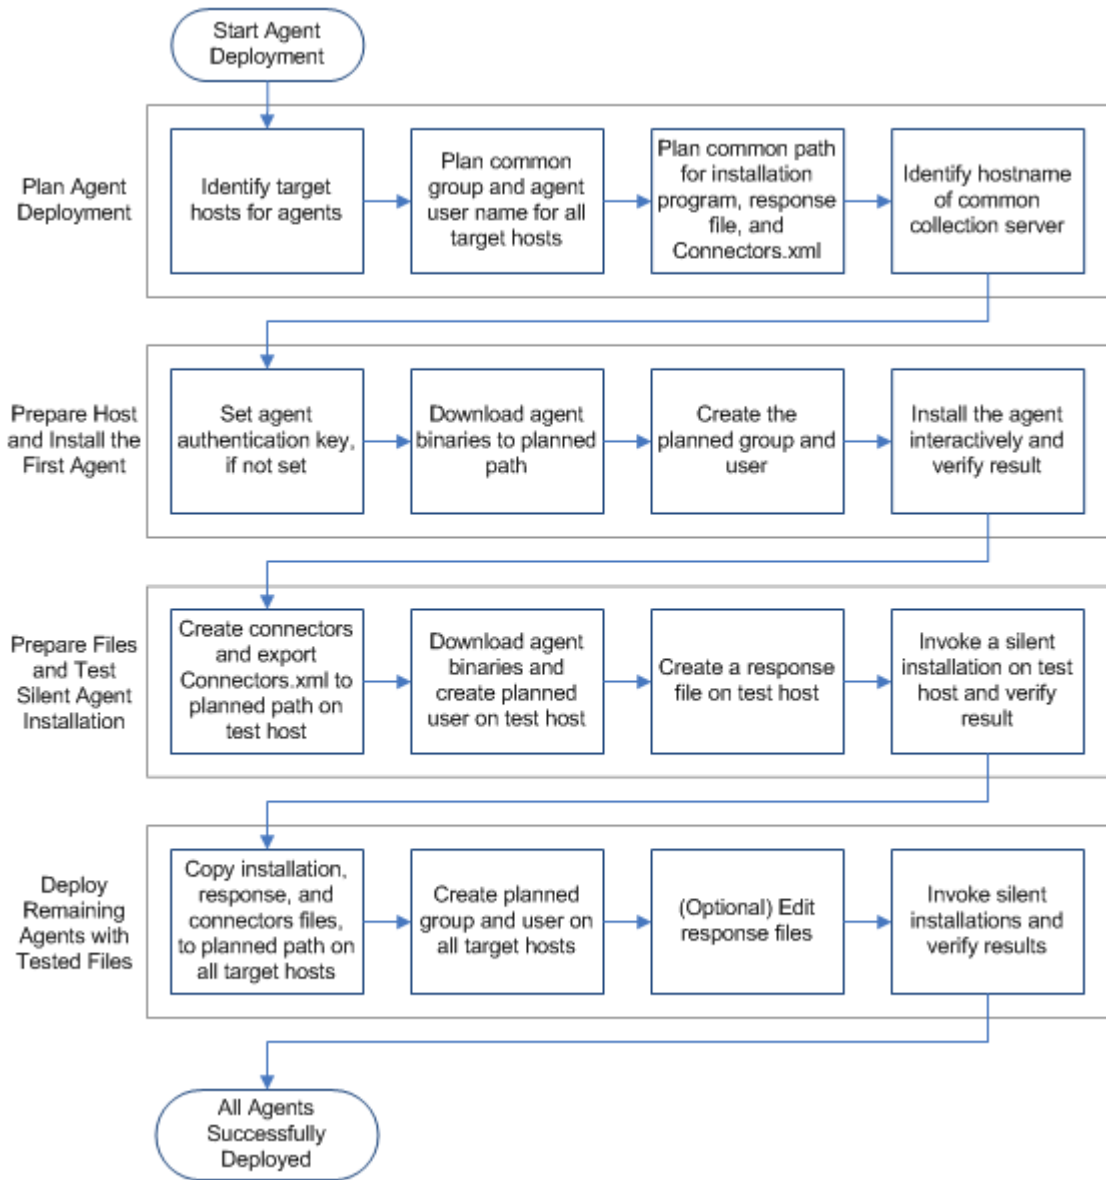 Start Agent
Deployment
Plan Agent
Deployment
Identify target
hosts for agents
Plan common
group and agent
user name for all
target hosts
Plan common path
for installation
program, response
file, and
Connectors.xml
Identify hostname
of common
collection server
Prepare Host
and Install the
First Agent
Set agent
authentication key,
if not set
Download agent
binaries to planned
path
Create the
planned group and
user
Install the agent
interactively and
verify result
Prepare Files
and Test
Silent Agent
Installation
Create connectors
and export
Connectors.xml to
planned path on
test host
Download agent
binaries and
create planned
user on test host
Create a response
file on test host
Invoke a silent
installation on test
host and verify
result
Deploy
Remaining
Agents with
Tested Files
Copy installation,
response, and
connectors files,
to planned path on
all target hosts
Create planned
group and user on
all target hosts
(Optional) Edit
response files
Invoke silent
installations and
verify results
All Agents
Successfully
Deployed